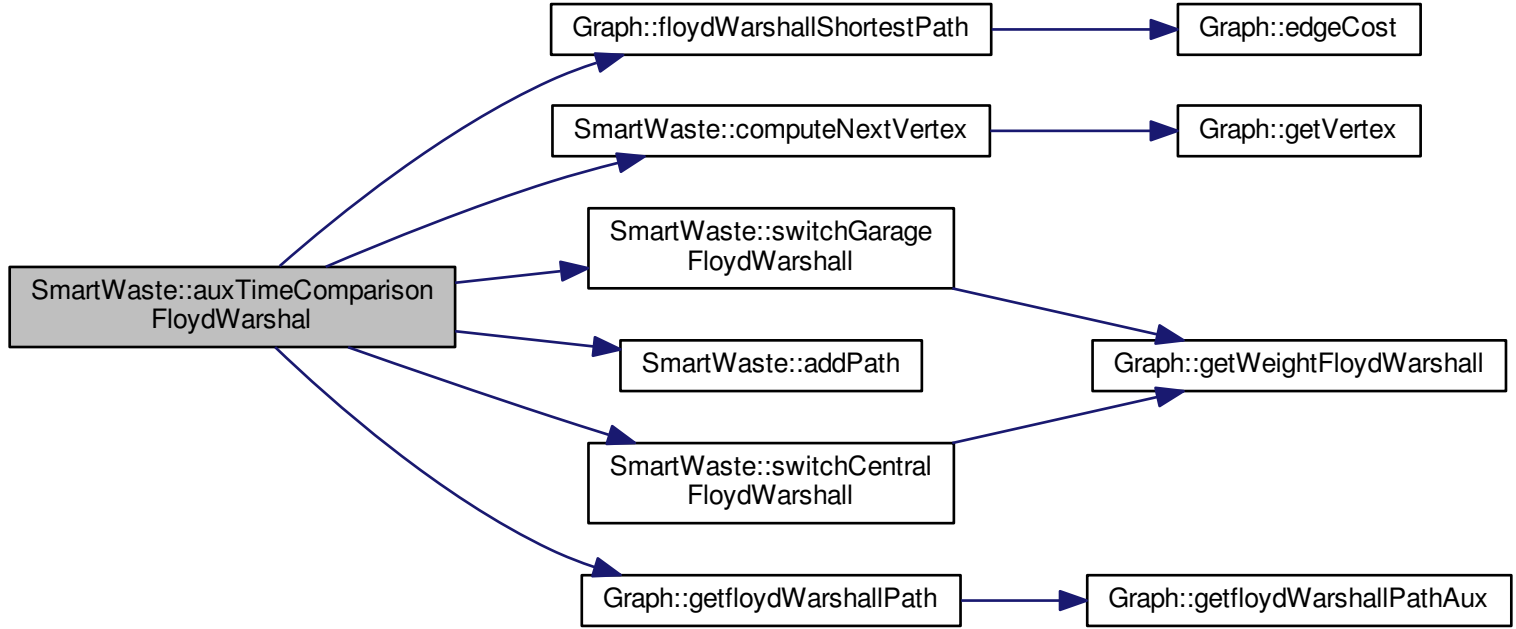 Graph::floydWarshallShortestPath
Graph::edgeCost
SmartWaste::computeNextVertex
Graph::getVertex
SmartWaste::switchGarage
FloydWarshall
SmartWaste::auxTimeComparison
FloydWarshal
SmartWaste::addPath
Graph::getWeightFloydWarshall
SmartWaste::switchCentral
FloydWarshall
Graph::getfloydWarshallPath
Graph::getfloydWarshallPathAux